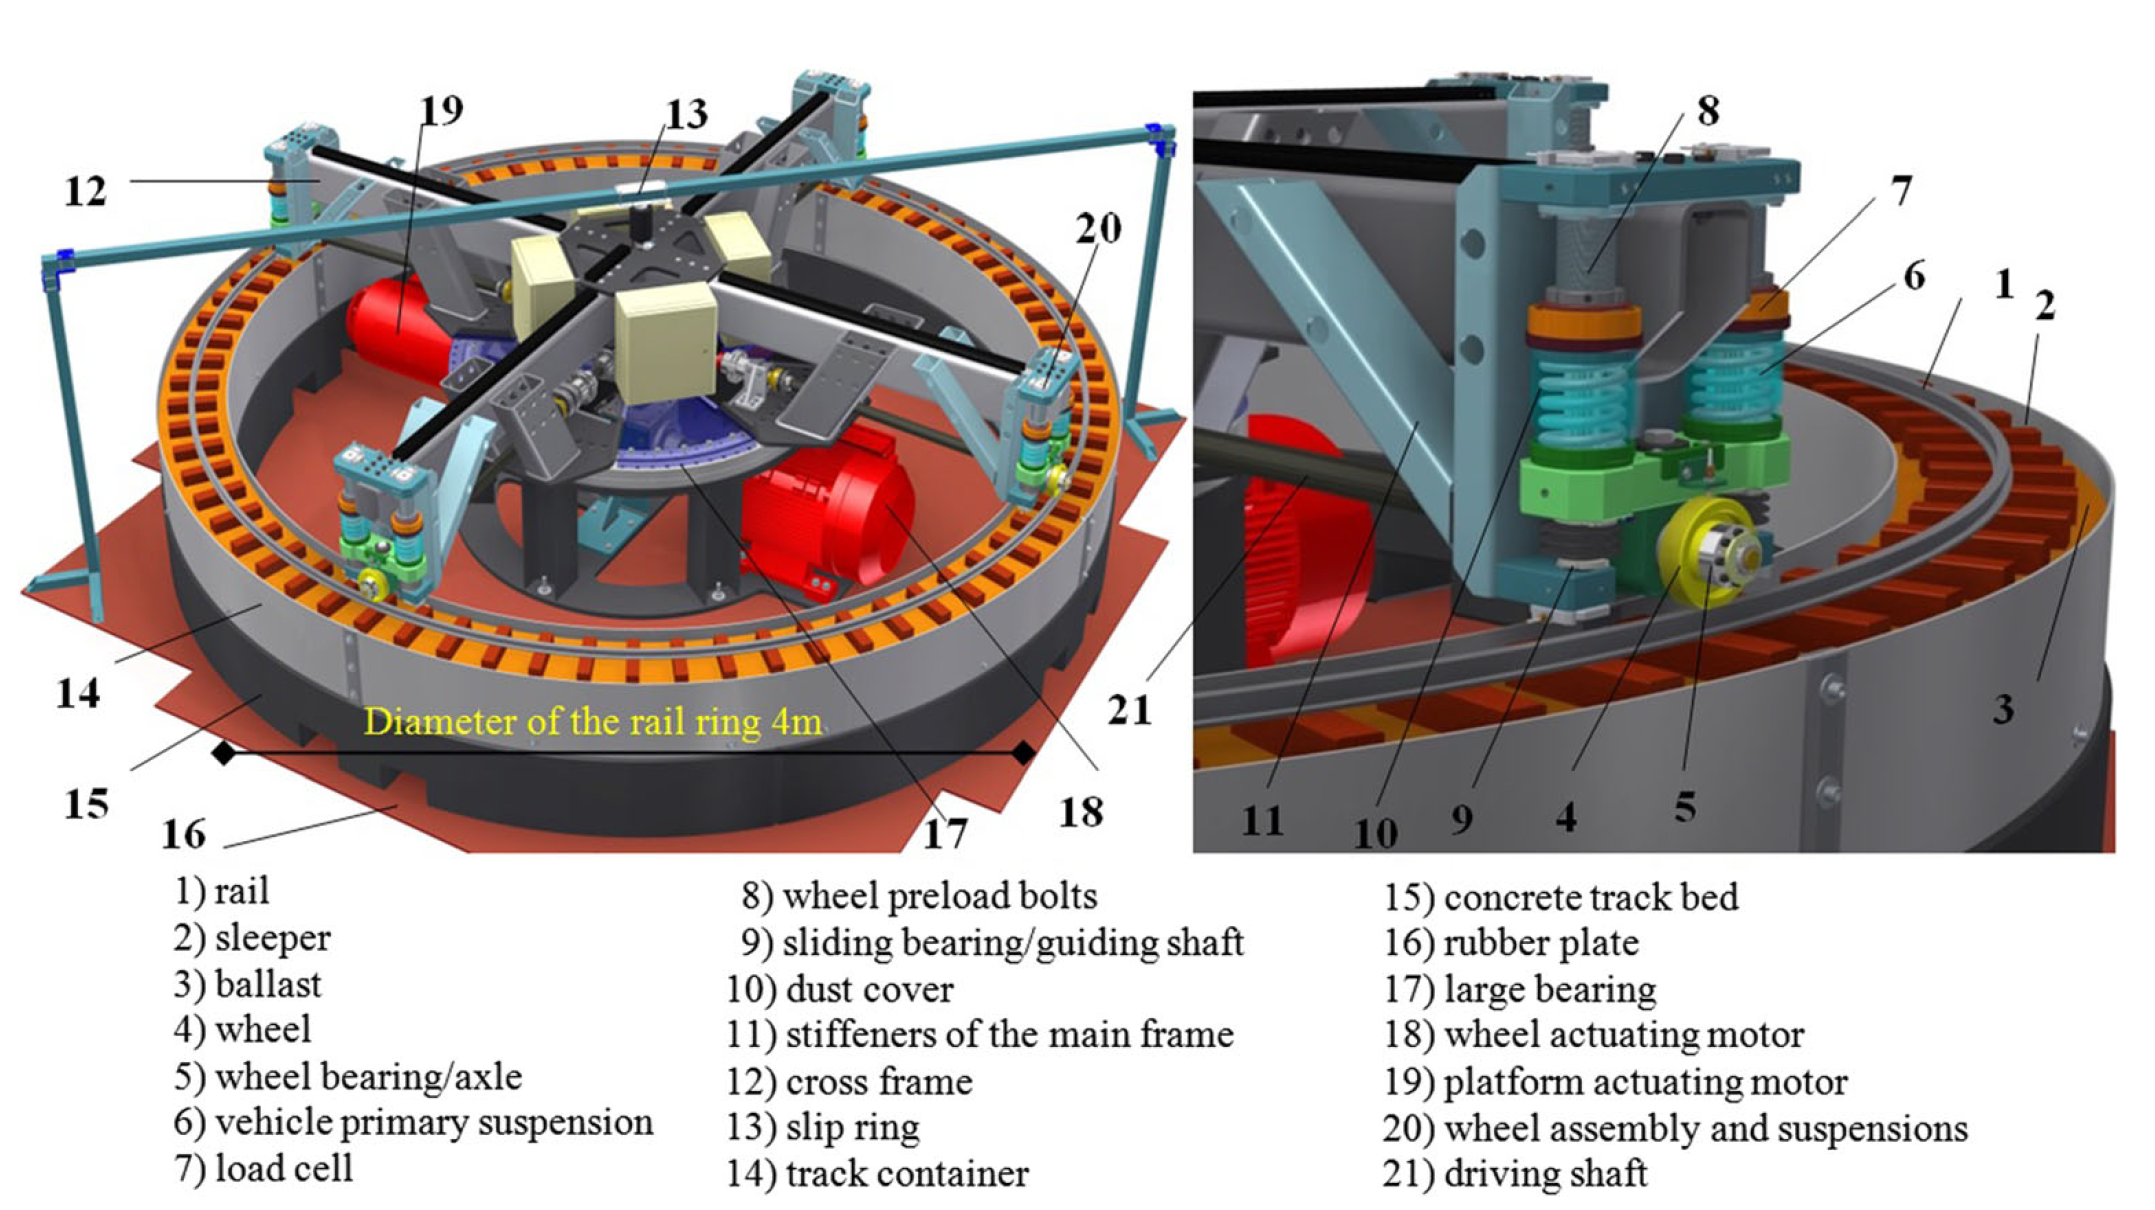 19
13
12
20
14
15
16
Diameter of the rail ring 4m
17
18
8
7
6
1
2
21
11
10
9
4
5
3
1) rail
2) sleeper
3) ballast
4) wheel
5) wheel bearing/axle
6) vehicle primary suspension
7) load cell
8) wheel preload bolts
9) sliding bearing/guiding shaft
10) dust cover
11) stiffeners of the main frame
12) cross frame
13) slip ring
14) track container
15) concrete track bed
16) rubber plate
17) large bearing
18) wheel actuating motor
19) platform actuating motor
20) wheel assembly and suspensions
21) driving shaft